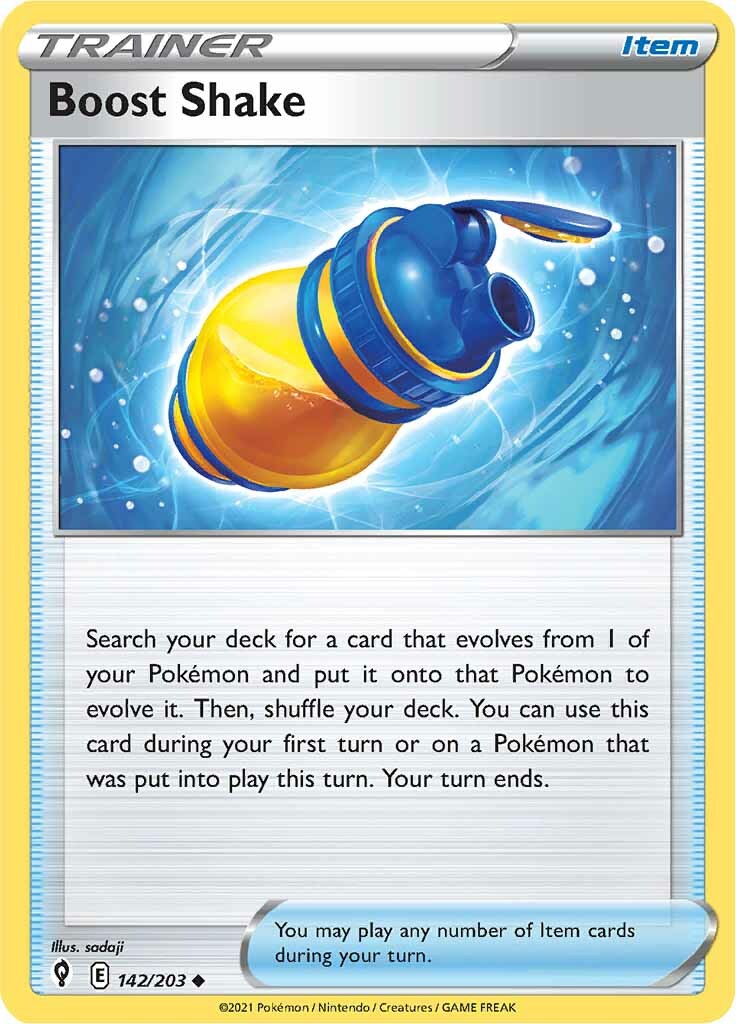 TRAINER
Item
Boost Shake
Search your deck for a card that evolves from 1 of
your Pokémon and put it onto that Pokémon to
evolve it. Then, shuffle your deck. You can use this
card during your first turn or on a Pokémon that
was put into play this turn. Your turn ends.
You may play any number of Item cards
during your turn.
Illus. sadaji
E 142/203 ◆
©2021 Pokémon / Nintendo / Creatures / GAME FREAK